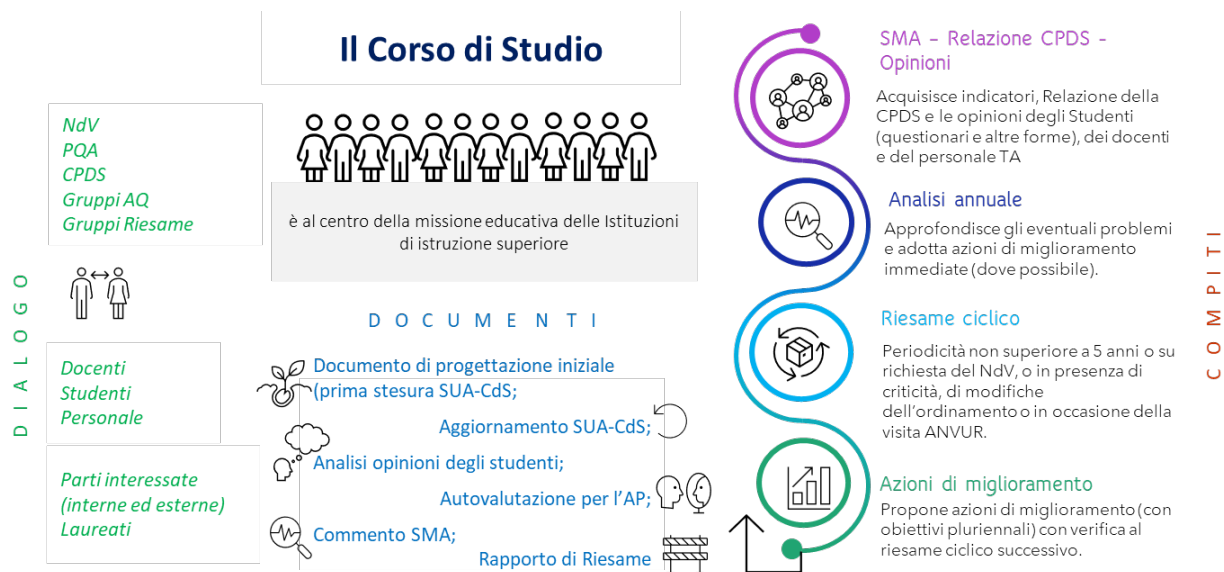 Il Corso di Studio
NdV
PQA
CPDS
Gruppi AQ
Gruppi Riesame
DIALOGO
Docenti
Studenti
Personale
Parti interessate
(interne ed esterne)
Laureati
è al centro della missione educativa delle Istituzioni
di istruzione superiore
DOCUMENTI
Documento di progettazione iniziale
(prima stesura SUA-CdS;
Aggiornamento SUA-CdS;
Analisi opinioni degli studenti;
Autovalutazione per l'AP;
Commento SMA;
Rapporto di Riesame
SMA – Relazione CPDS -
Opinioni
Acquisisce indicatori, Relazione della
CPDS e le opinioni degli Studenti
(questionari e altre forme), dei docenti
e del personale TA
Analisi annuale
Approfondisce gli eventuali problemi
e adotta azioni di miglioramento
immediate (dove possibile).
Riesame ciclico
Periodicità non superiore a 5 anni o su
richiesta del NdV, o in presenza di
criticità, di modifiche
dell'ordinamento o in occasione della
visita ANVUR.
Azioni di miglioramento
Propone azioni di miglioramento (con
obiettivi pluriennali) con verifica al
riesame ciclico successivo.
COMPITI